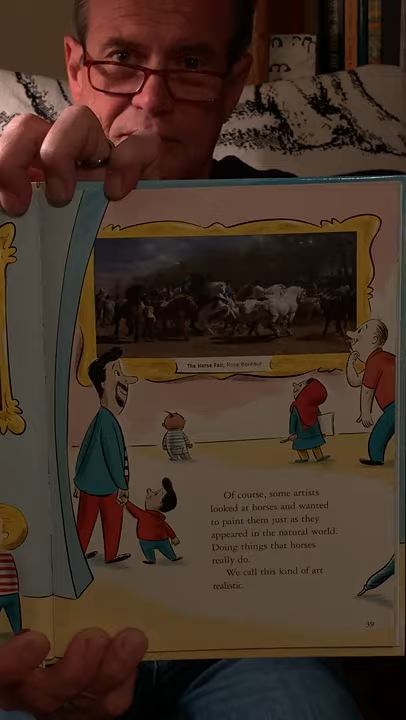 The Horse Fair, Rosa Bonheur
Of course, some artists
looked at horses and wanted
to paint them just as they
appeared in the natural world.
Doing things that horses
really do.
We call this kind of art
realistic.
39